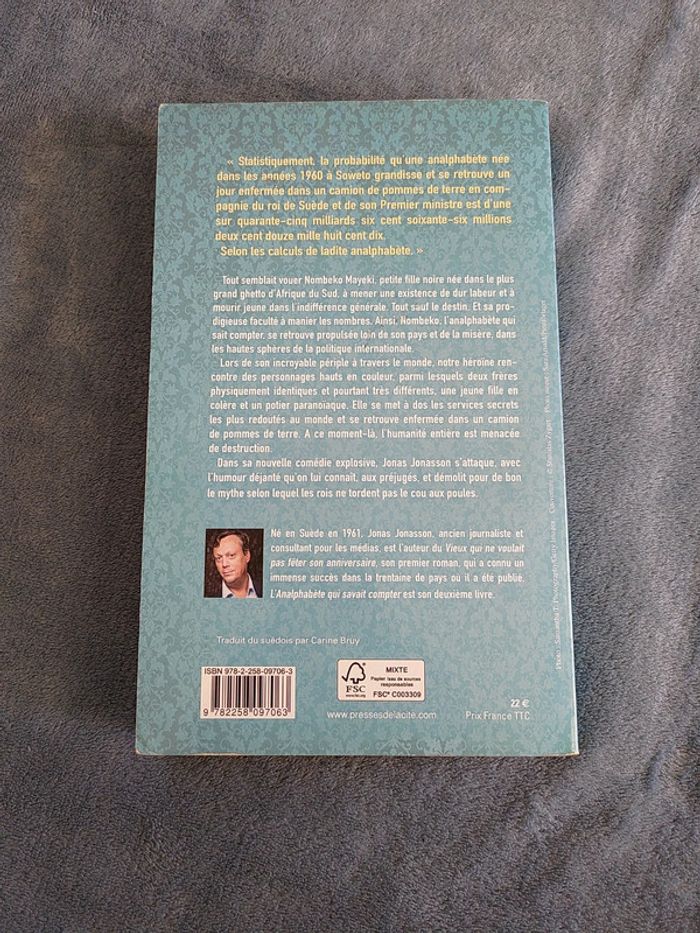 « Statistiquement, la probabilité qu'une analphabète née
dans les années 1960 à Soweto grandisse et se retrouve un
jour enfermée dans un camion de pommes de terre en com-
pagnie du roi de Suède et de son Premier ministre est d'une
sur quarante-cinq milliards six cent soixante-six millions
deux cent douze mille huit cent dix.
Selon les calculs de ladite analphabète. »
Tout semblait vouer Nombeko Mayeki, petite fille noire née dans le plus
grand ghetto d'Afrique du Sud, à mener une existence de dur labeur et à
mourir jeune dans l'indifférence générale. Tout sauf le destin. Et sa pro-
digieuse faculté à manier les nombres. Ainsi, Nombeko, l'analphabète qui
sait compter, se retrouve propulsée loin de son pays et de la misère, dans
les hautes sphères de la politique internationale.
Lors de son incroyable périple à travers le monde, notre héroïne ren-
contre des personnages hauts en couleur, parmi lesquels deux frères
physiquement identiques et pourtant très différents, une jeune fille en
colère et un potier paranoïaque. Elle se met à dos les services secrets
les plus redoutés au monde et se retrouve enfermée dans un camion
de pommes de terre. A ce moment-là, l'humanité entière est menacée
de destruction.
Dans sa nouvelle comédie explosive, Jonas Jonasson s'attaque, avec
l'humour déjanté qu'on lui connaît, aux préjugés, et démolit pour de bon
le mythe selon lequel les rois ne tordent pas le cou aux poules.
Né en Suède en 1961, Jonas Jonasson, ancien journaliste et
consultant pour les médias, est l'auteur du Vieux qui ne voulait
pas fêter son anniversaire, son premier roman, qui a connu un
immense succès dans la trentaine de pays où il a été publié.
L'Analphabète qui savait compter est son deuxième livre.
Traduit du suédois par Carine Bruy
ISBN 978-2-258-09706-3
9 782258 097063
FSC
www.fsc.org
MIXTE
Papier issu de sources
responsables
FSC® C003309
www.pressesdelacite.com
22 €
Prix France TTC